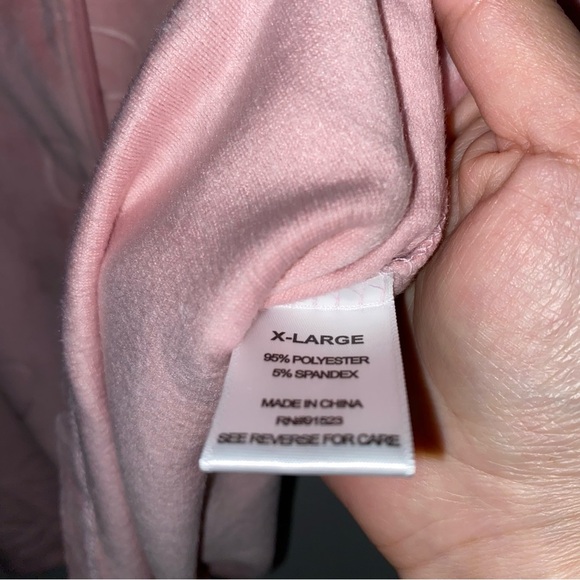 X-LARGE
95% POLYESTER
5% SPANDEX
MADE IN CHINA
RN#91523
SEE REVERSE FOR CARE